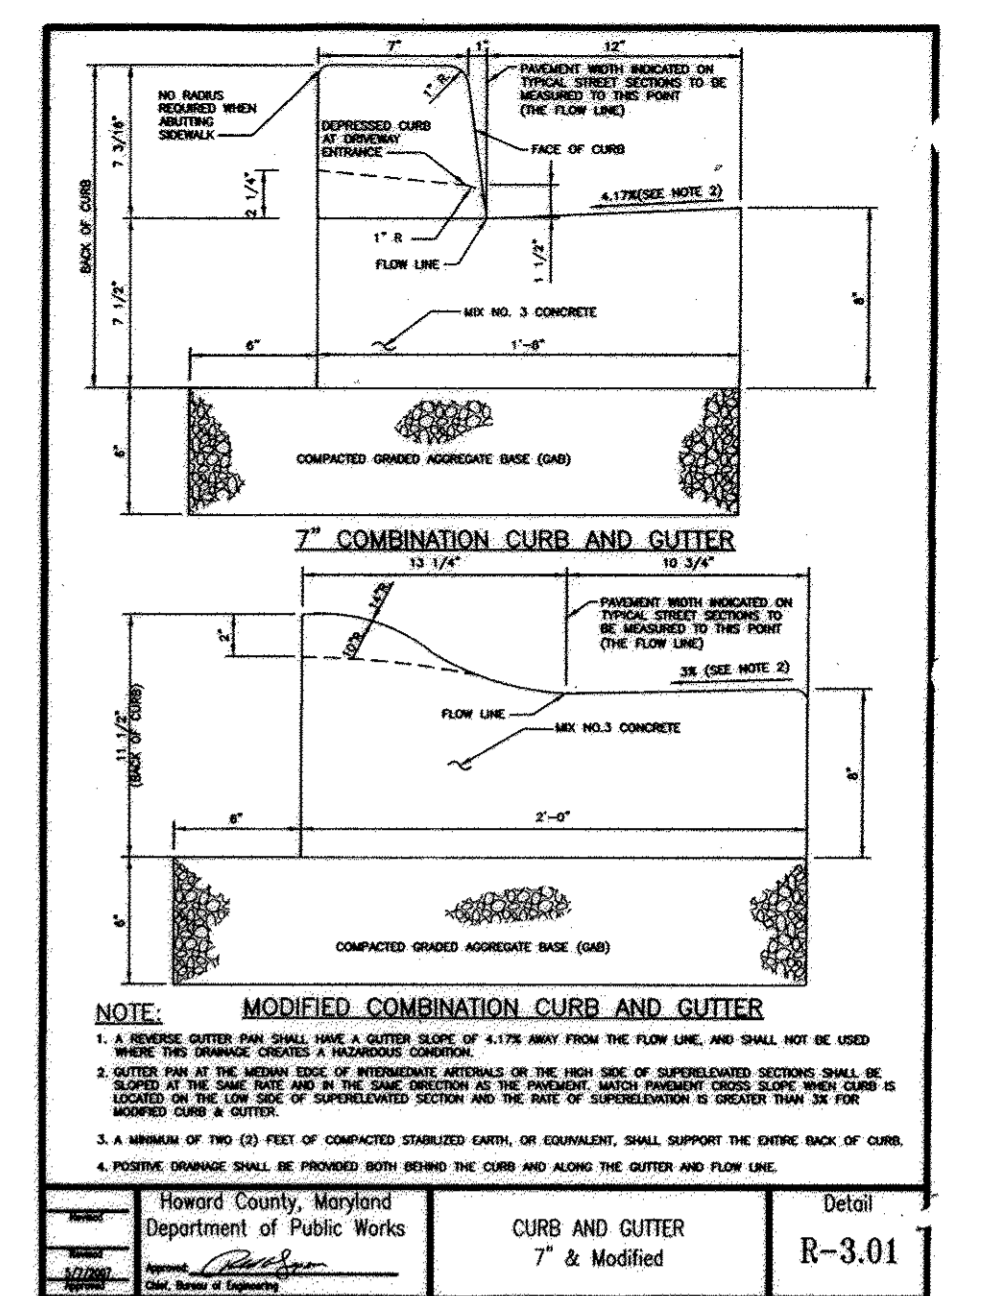 7" 1" 12"
NO RADIUS
REQUIRED WHEN
ABUTTING
SIDEWALK
1" R
PAVEMENT WIDTH INDICATED ON
TYPICAL STREET SECTIONS TO BE
MEASURED TO THIS POINT
(THE FLOW LINE)
DEPRESSED CURB
AT DRIVEWAY
ENTRANCE
FACE OF CURB
7 3/16"
BACK OF CURB
2 1/4"
4.17%(SEE NOTE 2)
1" R
FLOW LINE
1 1/2"
7 1/2"
8"
MIX NO. 3 CONCRETE
6" 1'-8"
6"
COMPACTED GRADED AGGREGATE BASE (GAB)
7" COMBINATION CURB AND GUTTER
13 1/4" 10 3/4"
PAVEMENT WIDTH INDICATED ON
TYPICAL STREET SECTIONS TO
BE MEASURED TO THIS POINT
(THE FLOW LINE)
14"R
10"R
2"
3% (SEE NOTE 2)
FLOW LINE
MIX NO.3 CONCRETE
11 1/2"
(BACK OF CURB)
8"
6" 2'-0"
6"
COMPACTED GRADED AGGREGATE BASE (GAB)
MODIFIED COMBINATION CURB AND GUTTER
NOTE:
1. A REVERSE GUTTER PAN SHALL HAVE A GUTTER SLOPE OF 4.17% AWAY FROM THE FLOW LINE, AND SHALL NOT BE USED
WHERE THIS DRAINAGE CREATES A HAZARDOUS CONDITION.
2. GUTTER PAN AT THE MEDIAN EDGE OF INTERMEDIATE ARTERIALS OR THE HIGH SIDE OF SUPERELEVATED SECTIONS SHALL BE
SLOPED AT THE SAME RATE AND IN THE SAME DIRECTION AS THE PAVEMENT. MATCH PAVEMENT CROSS SLOPE WHEN CURB IS
LOCATED ON THE LOW SIDE OF SUPERELEVATED SECTION AND THE RATE OF SUPERELEVATION IS GREATER THAN 3% FOR
MODIFIED CURB & GUTTER.
3. A MINIMUM OF TWO (2) FEET OF COMPACTED STABILIZED EARTH, OR EQUIVALENT, SHALL SUPPORT THE ENTIRE BACK OF CURB.
4. POSITIVE DRAINAGE SHALL BE PROVIDED BOTH BEHIND THE CURB AND ALONG THE GUTTER AND FLOW LINE.
Revised
Revised
5/7/2007
Approved
Howard County, Maryland
Department of Public Works
Approved:
Chief, Bureau of Engineering
CURB AND GUTTER
7" & Modified
Detail
R-3.01